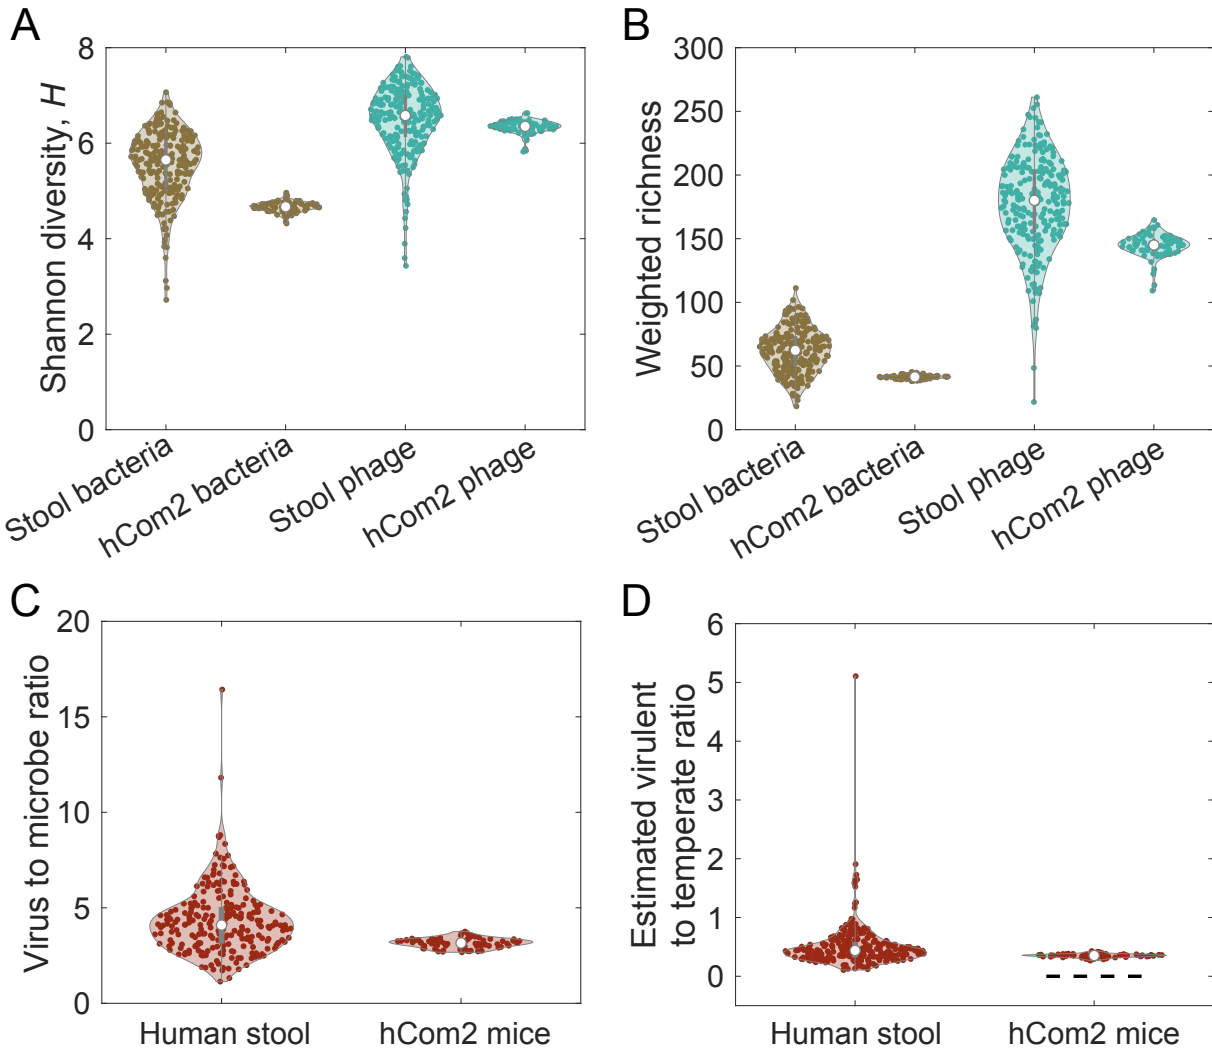 A
Shannon diversity, H
8
6
4
2
0
Stool bacteria
hCom2 bacteria
Stool phage
hCom2 phage
B
Weighted richness
300
250
200
150
100
50
0
Stool bacteria
hCom2 bacteria
Stool phage
hCom2 phage
C
Virus to microbe ratio
20
15
10
5
0
Human stool
hCom2 mice
D
Estimated virulent
to temperate ratio
6
5
4
3
2
1
0
Human stool
hCom2 mice